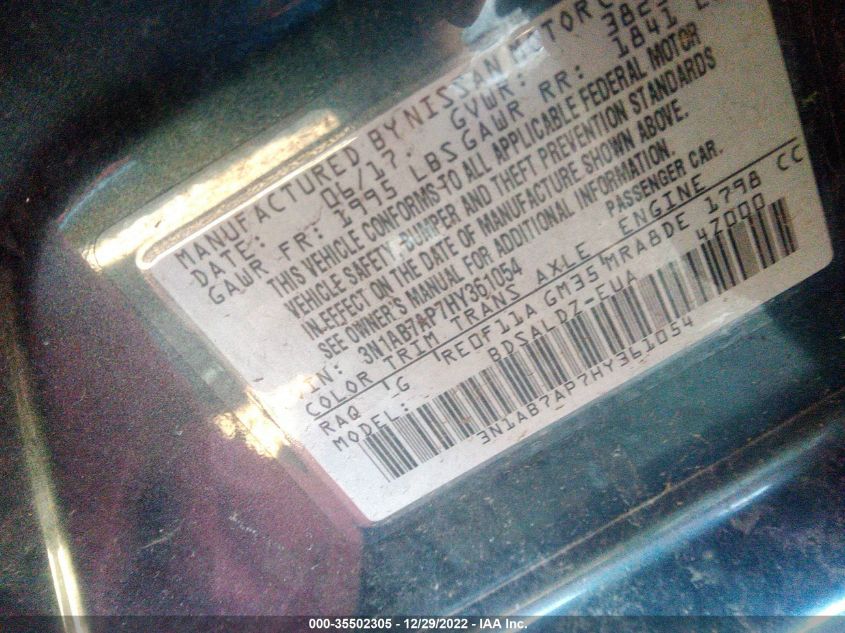 MANUFACTURED BY NISSAN MOTOR
DATE: 06/17 GVWR:
GAWR FR: 1995 LBS GAWR RR: 1841
THIS VEHICLE CONFORMS TO ALL APPLICABLE FEDERAL MOTOR
VEHICLE SAFETY, BUMPER AND THEFT PREVENTION STANDARDS
IN EFFECT ON THE DATE OF MANUFACTURE SHOWN ABOVE.
SEE OWNER'S MANUAL FOR ADDITIONAL INFORMATION.
VIN: 3N1AB7AP7HY361054 PASSENGER CAR.
COLOR TRIM TRANS AXLE ENGINE
RAQ G RE0F11A GM35 MRA8DE 1798 CC
MODEL: BDSALDZ-EUA 47000
3N1AB7AP7HY361054
000-35502305 - 12/29/2022 - IAA Inc.